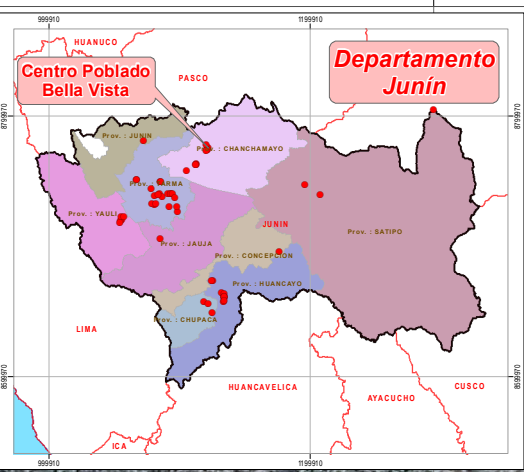 999910
1199910
HUANUCO
Departamento
Junín
Centro Poblado
Bella Vista
PASCO
8799970
8799970
Prov. : JUNIN
Prov. : CHANCHAMAYO
Prov. : TARMA
Prov. : YAULI
JUNIN
Prov. : SATIPO
Prov. : JAUJA
Prov. : CONCEPCION
Prov. : HUANCAYO
Prov. : CHUPACA
LIMA
8599970
8599970
HUANCAVELICA
CUSCO
AYACUCHO
ICA
999910
1199910